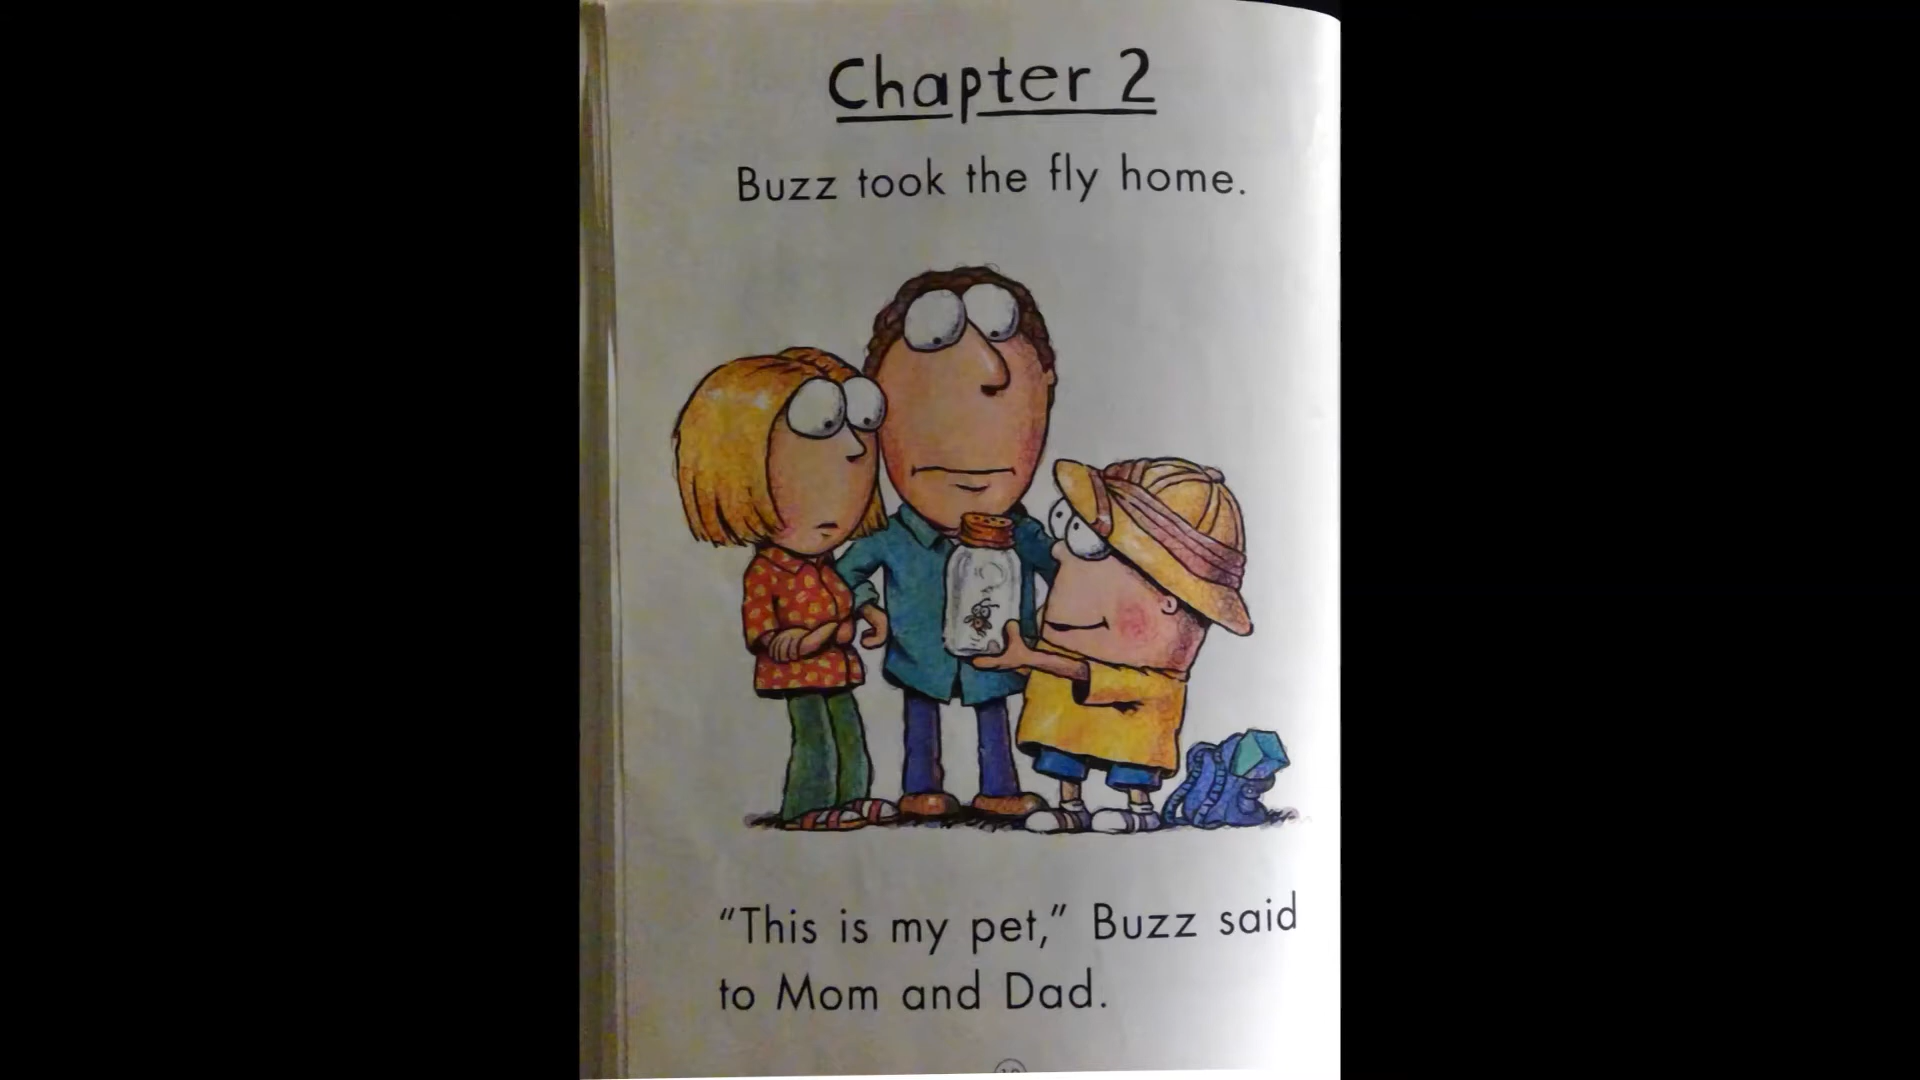 Chapter 2
Buzz took the fly home.
“This is my pet,” Buzz said
to Mom and Dad.